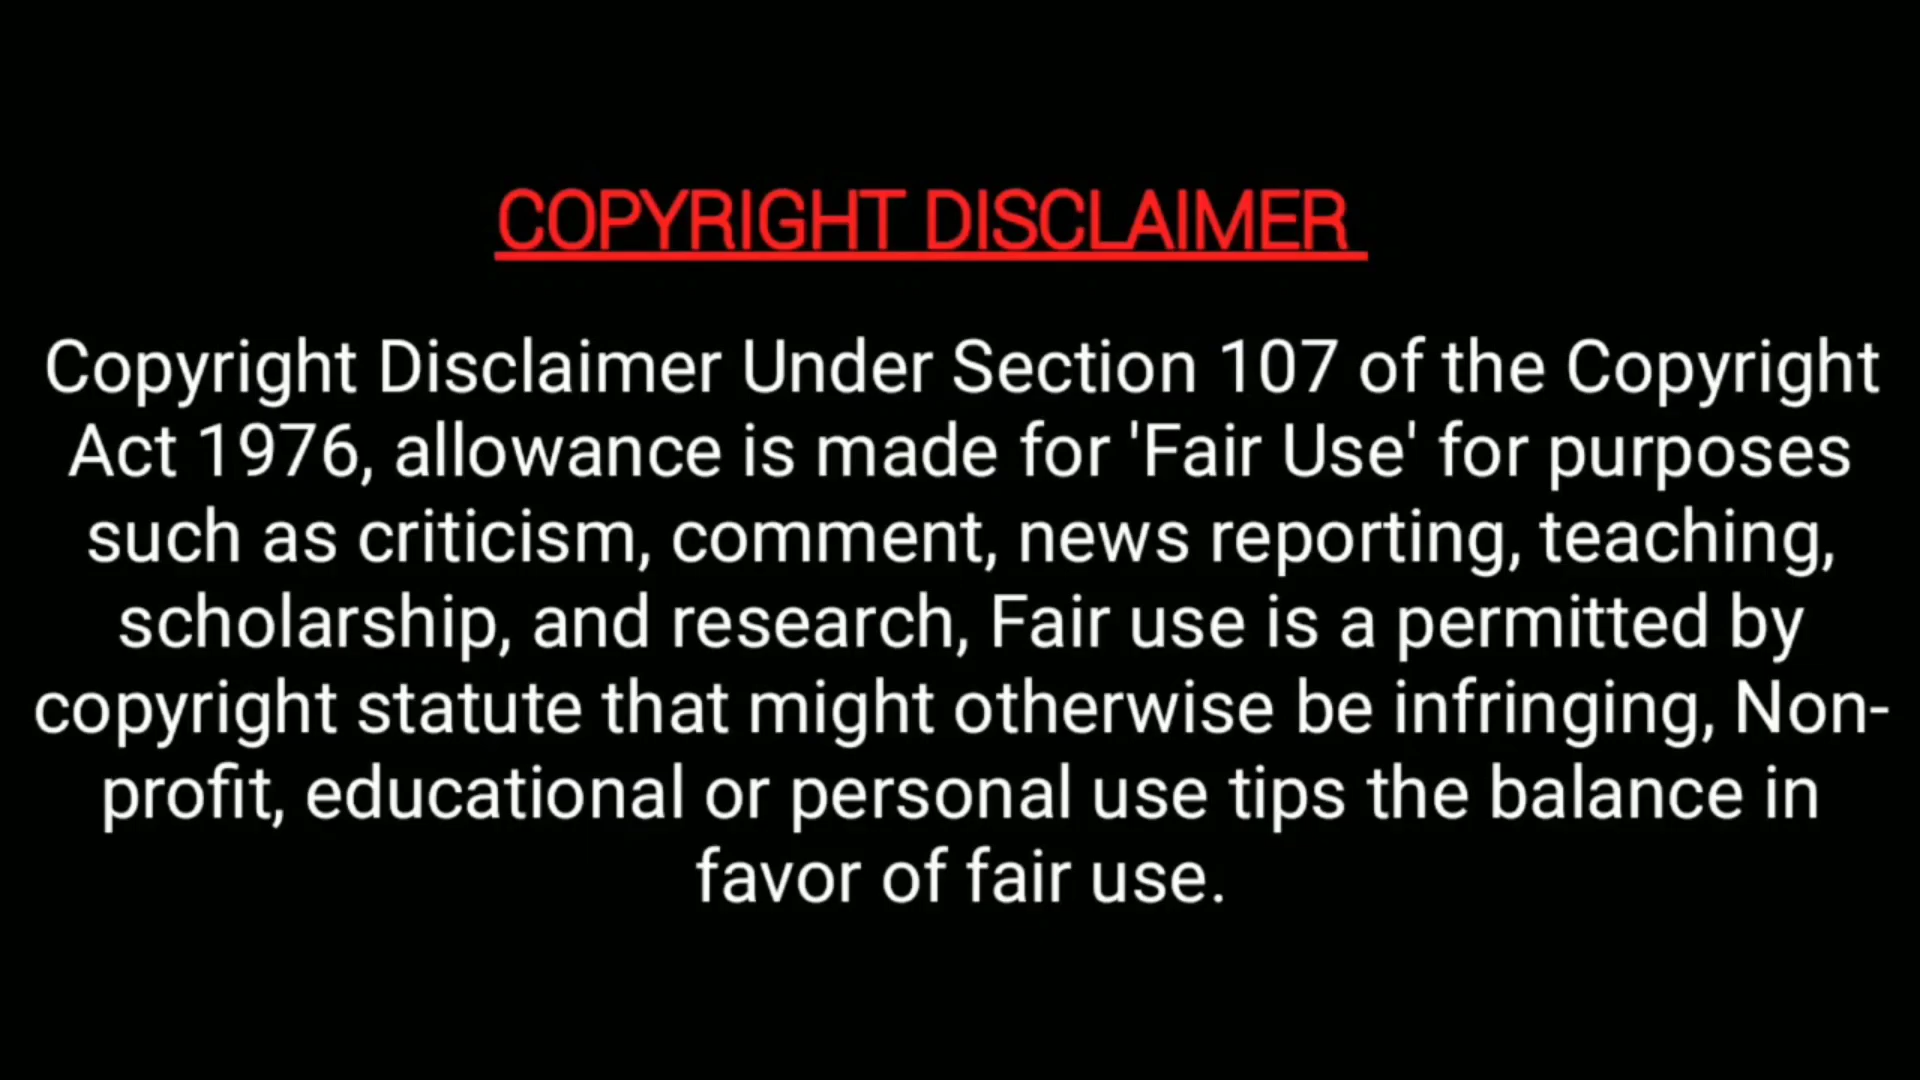 COPYRIGHT DISCLAIMER
Copyright Disclaimer Under Section 107 of the Copyright
Act 1976, allowance is made for 'Fair Use' for purposes
such as criticism, comment, news reporting, teaching,
scholarship, and research, Fair use is a permitted by
copyright statute that might otherwise be infringing, Non-
profit, educational or personal use tips the balance in
favor of fair use.